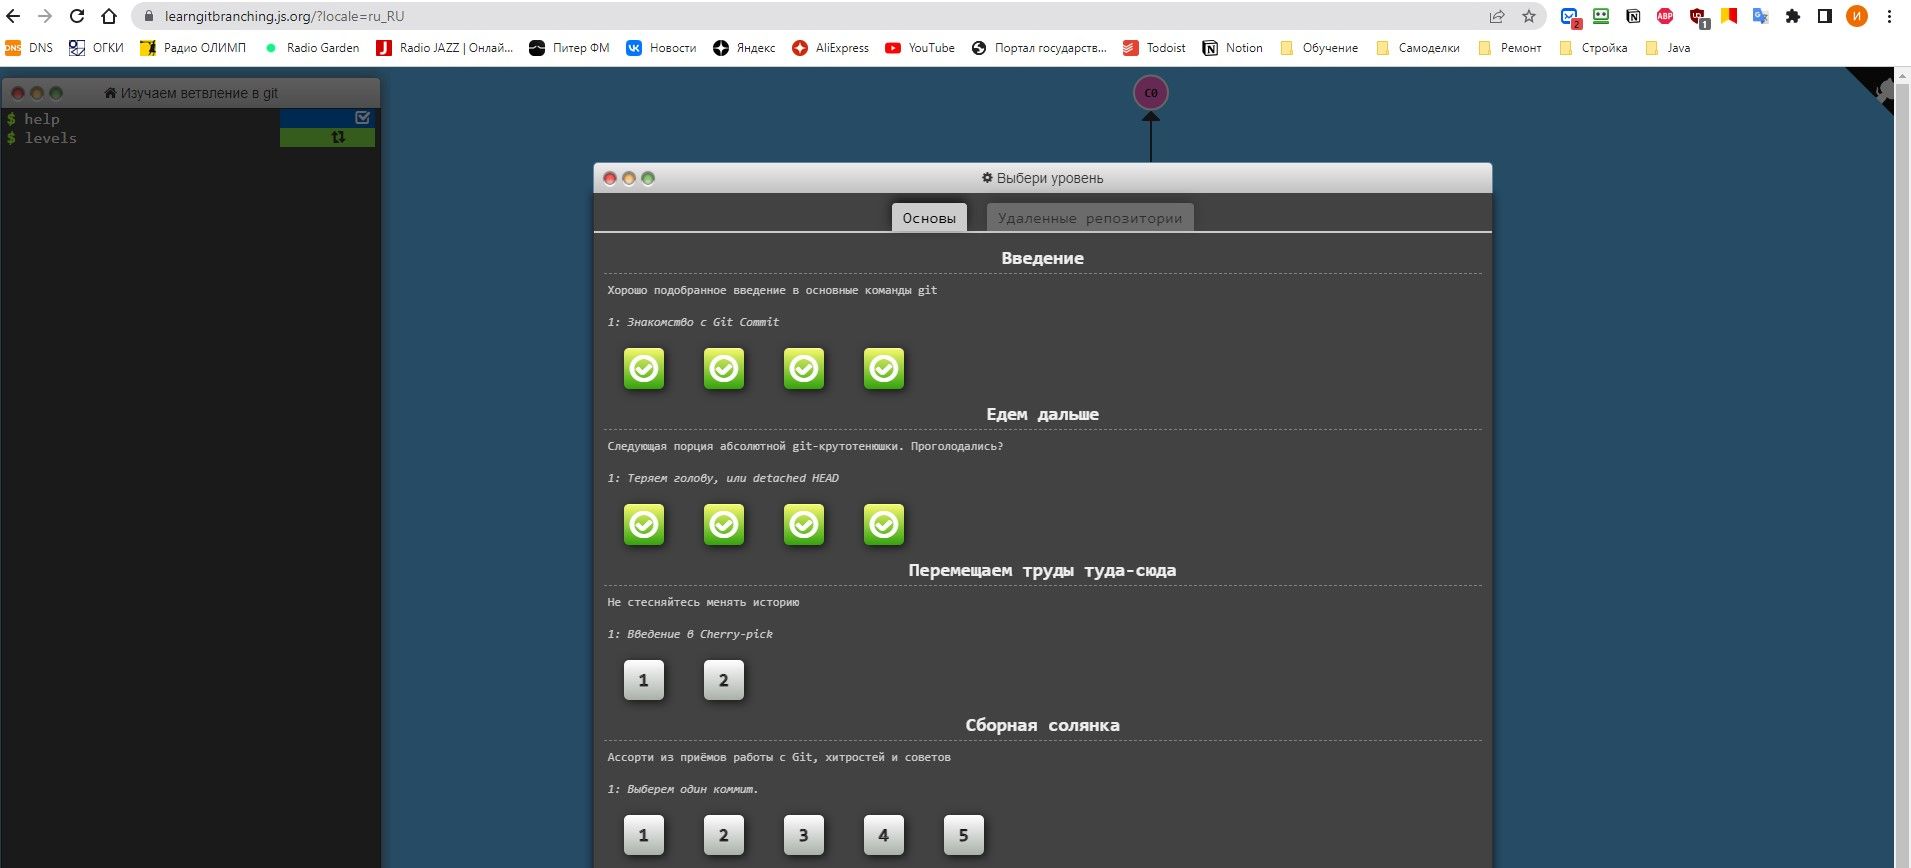 learngitbranching.js.org/?locale=ru_RU
2 ABP 1 И
DNS DNS ОГКИ Радио ОЛИМП Radio Garden Radio JAZZ | Онлай... Питер ФМ Новости Яндекс AliExpress YouTube Портал государств... Todoist Notion Обучение Самоделки Ремонт Стройка Java
Изучаем ветвление в git
$ help
$ levels
C0
Выбери уровень
Основы Удаленные репозитории
Введение
Хорошо подобранное введение в основные команды git
1: Знакомство с Git Commit
Едем дальше
Следующая порция абсолютной git-крутотенюшки. Проголодались?
1: Теряем голову, или detached HEAD
Перемещаем труды туда-сюда
Не стесняйтесь менять историю
1: Введение в Cherry-pick
1 2
Сборная солянка
Ассорти из приёмов работы с Git, хитростей и советов
1: Выберем один коммит.
1 2 3 4 5